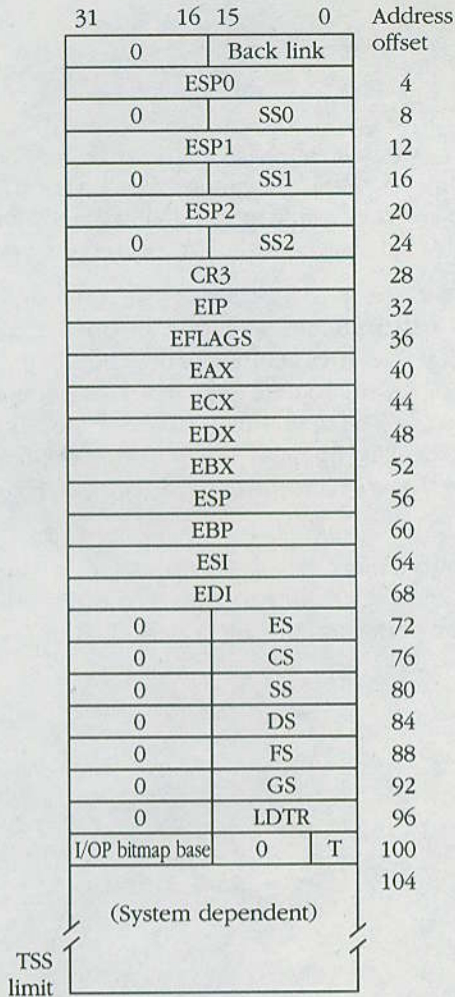 31 16 15 0 Address
offset
0 Back link
ESP0 4
0 SS0 8
ESP1 12
0 SS1 16
ESP2 20
0 SS2 24
CR3 28
EIP 32
EFLAGS 36
EAX 40
ECX 44
EDX 48
EBX 52
ESP 56
EBP 60
ESI 64
EDI 68
0 ES 72
0 CS 76
0 SS 80
0 DS 84
0 FS 88
0 GS 92
0 LDTR 96
I/OP bitmap base 0 T 100
104
(System dependent)
TSS
limit